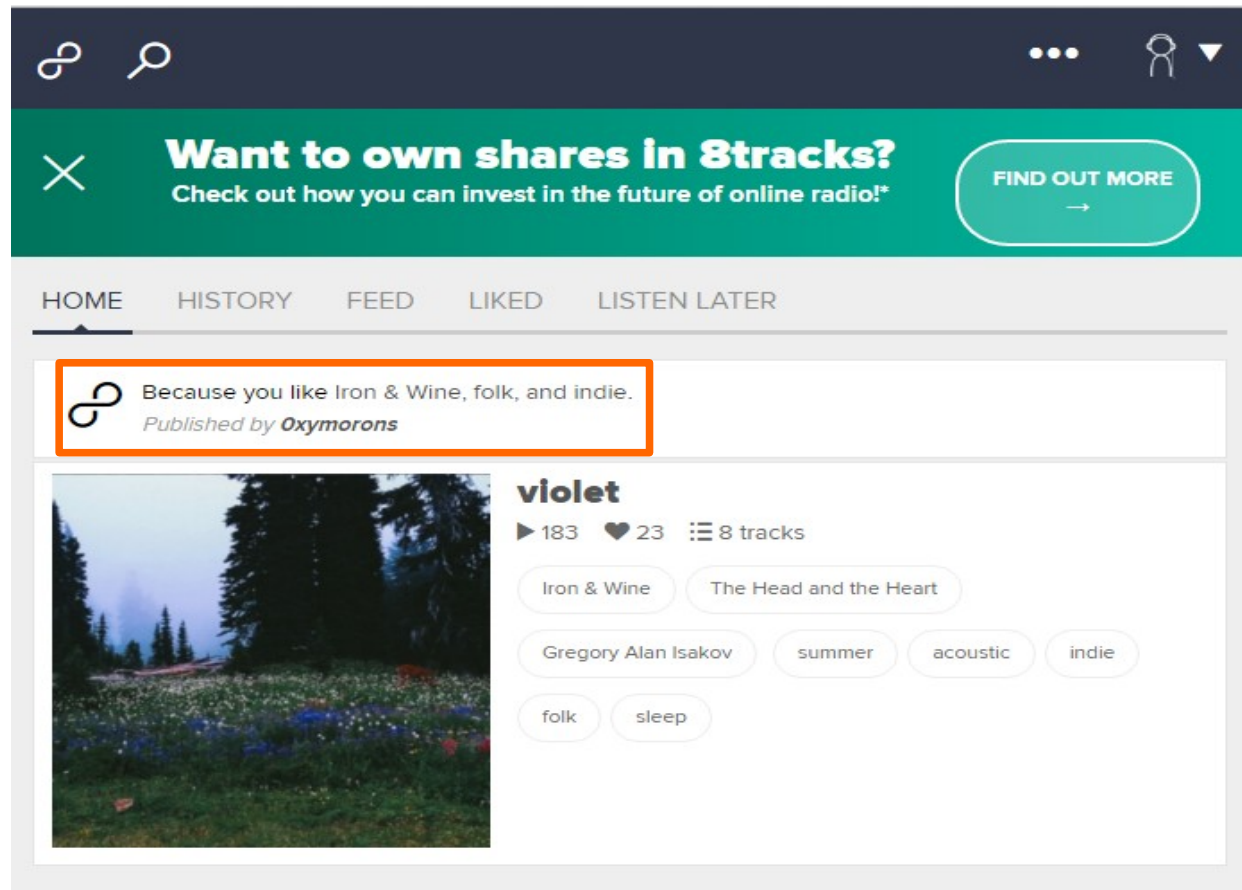 Want to own shares in 8tracks?
Check out how you can invest in the future of online radio!*
FIND OUT MORE
→
HOME HISTORY FEED LIKED LISTEN LATER
Because you like Iron & Wine, folk, and indie.
Published by 0xymorons
violet
183 23 8 tracks
Iron & Wine The Head and the Heart
Gregory Alan Isakov summer acoustic indie
folk sleep